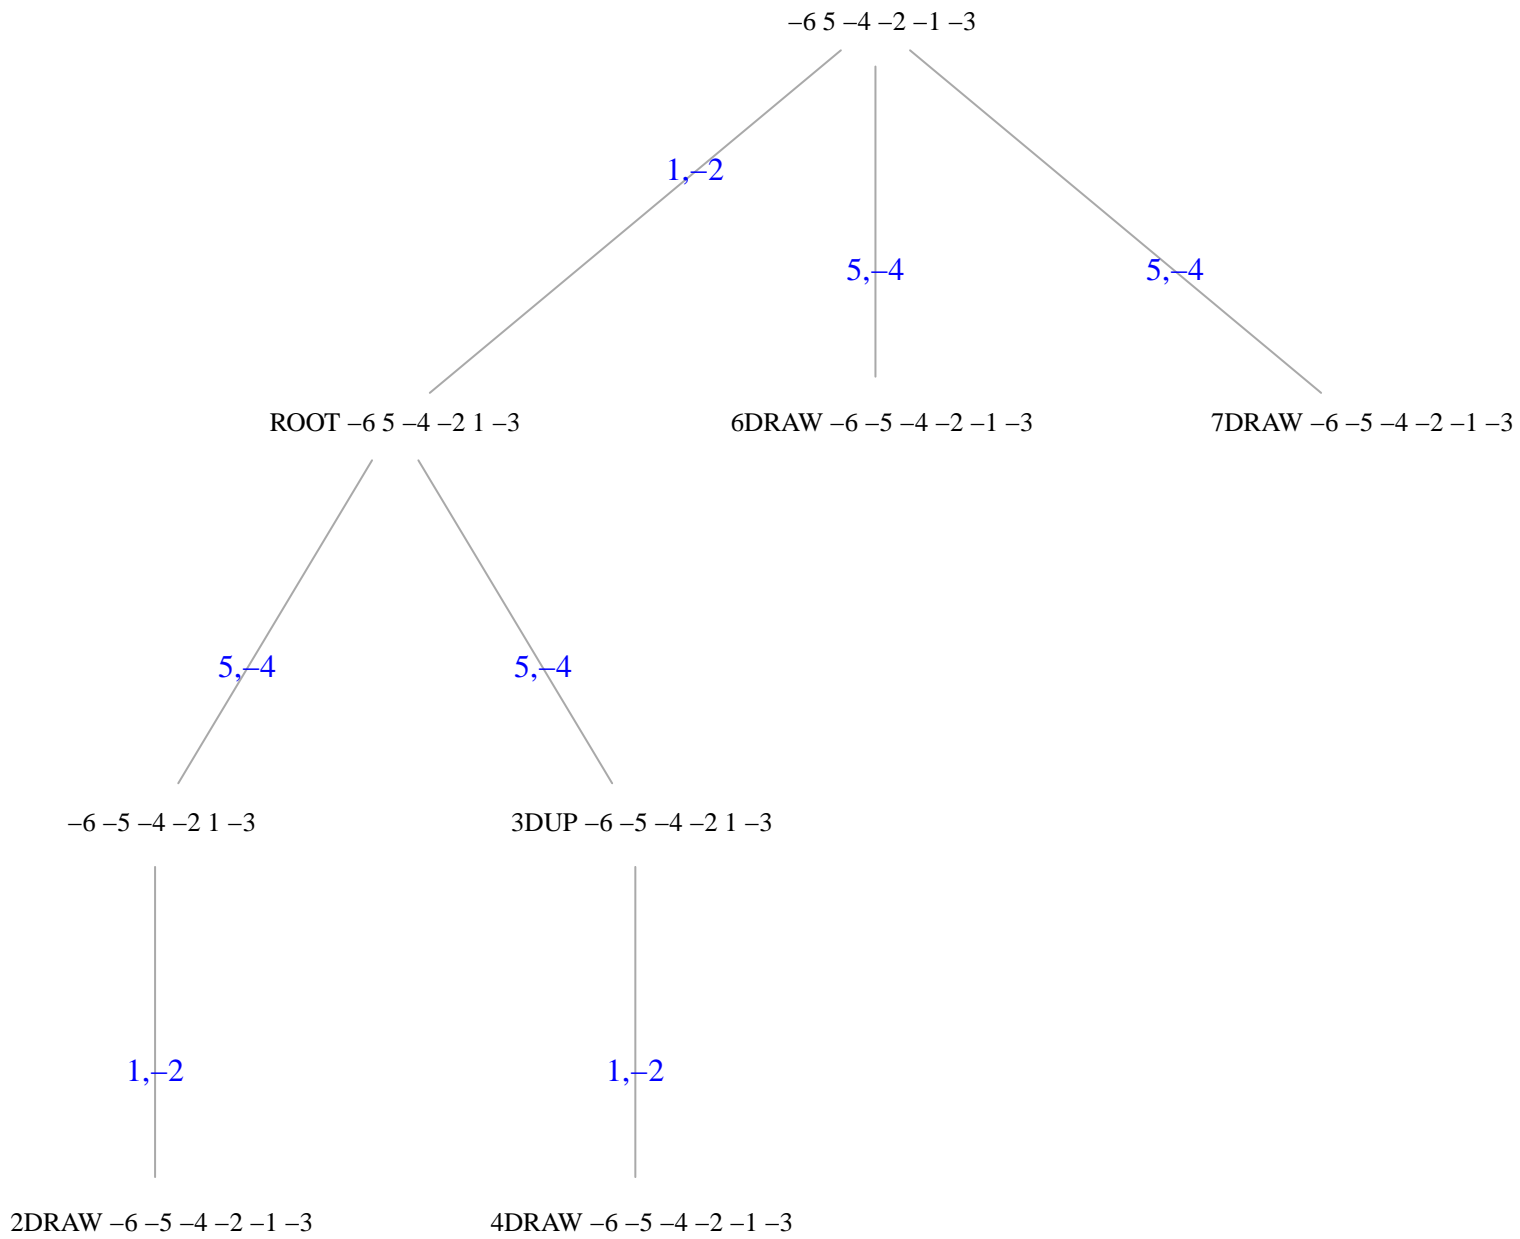 –6 5 –4 –2 –1 –3
1,–2
5,–4
5,–4
ROOT –6 5 –4 –2 1 –3
6DRAW –6 –5 –4 –2 –1 –3
7DRAW –6 –5 –4 –2 –1 –3
5,–4
5,–4
–6 –5 –4 –2 1 –3
3DUP –6 –5 –4 –2 1 –3
1,–2
1,–2
2DRAW –6 –5 –4 –2 –1 –3
4DRAW –6 –5 –4 –2 –1 –3